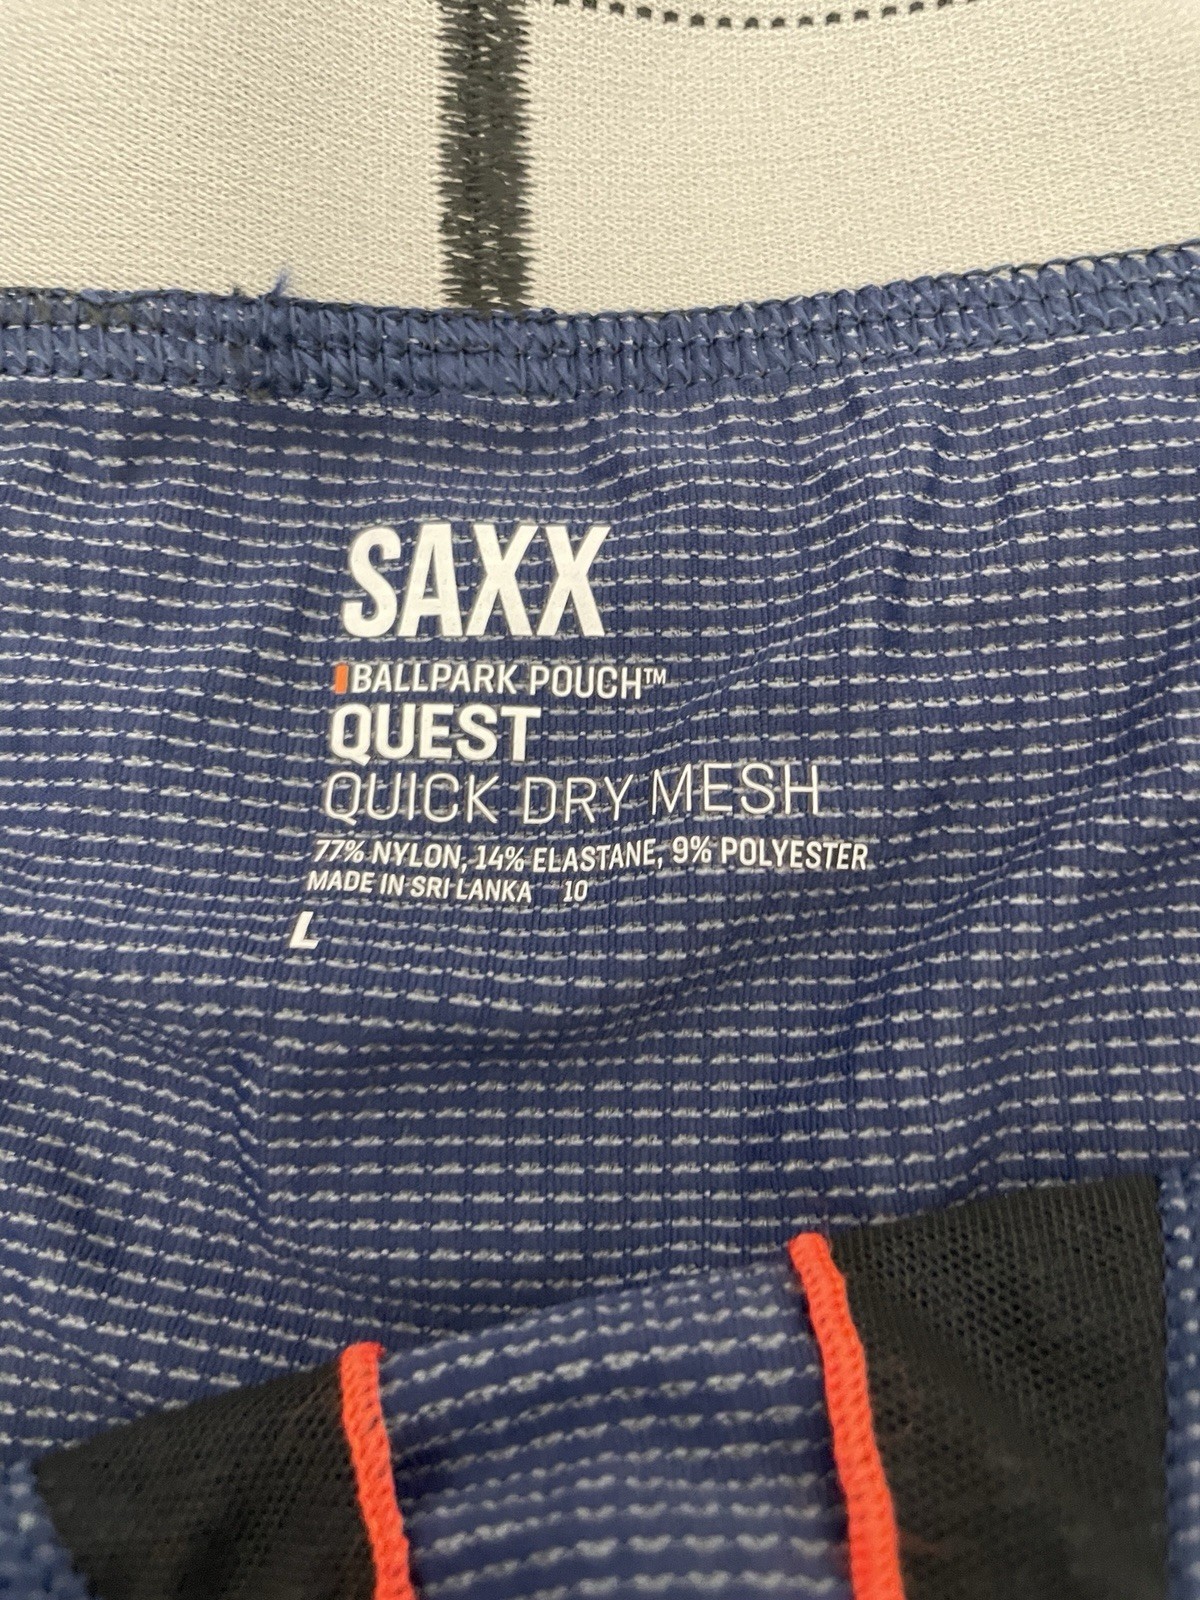 SAXX
BALLPARK POUCH™
QUEST
QUICK DRY MESH
77% NYLON, 14% ELASTANE, 9% POLYESTER
MADE IN SRI LANKA 10
L